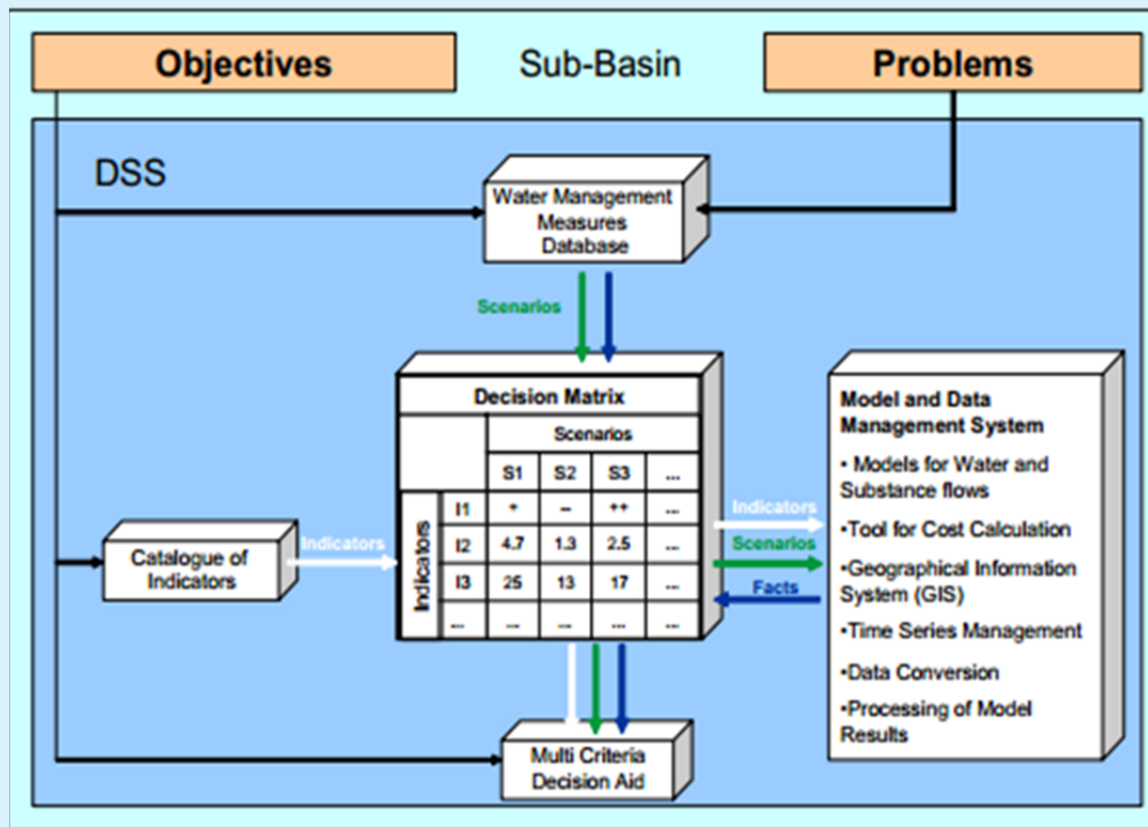 Objectives
Sub-Basin
Problems
DSS
Water Management
Measures
Database
Scenarios
Decision Matrix
Scenarios
S1 S2 S3 ...
Indicators
I1 + -- ++ ...
I2 4.7 1.3 2.5 ...
I3 25 13 17 ...
... ... ... ... ...
Catalogue of
Indicators
Indicators
Indicators
Scenarios
Facts
Model and Data
Management System
• Models for Water and
Substance flows
•Tool for Cost Calculation
•Geographical Information
System (GIS)
•Time Series Management
•Data Conversion
•Processing of Model
Results
Multi Criteria
Decision Aid